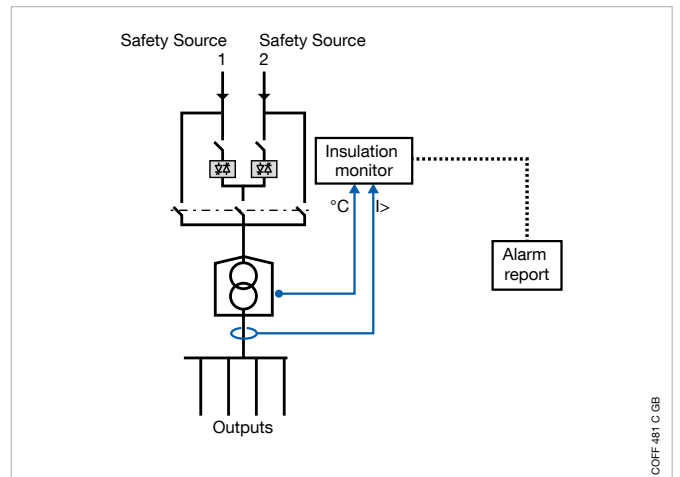 Safety Source
1
Safety Source
2
Insulation
monitor
°C
I>
Alarm
report
Outputs
COFF 481 C GB